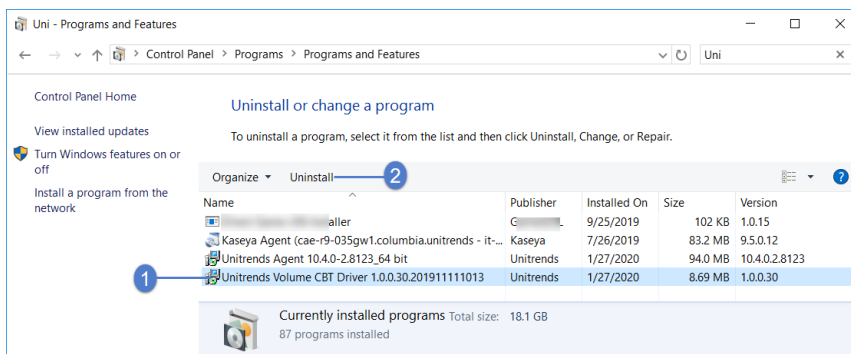 Uni - Programs and Features
Control Panel > Programs > Programs and Features Uni
Control Panel Home
Uninstall or change a program
View installed updates
To uninstall a program, select it from the list and then click Uninstall, Change, or Repair.
Turn Windows features on or
off
Install a program from the
network
Organize Uninstall 2 ?
Name Publisher Installed On Size Version
9/25/2019 102 KB 1.0.15
Kaseya Agent (cae-r9-035gw1.columbia.unitrends - it-... Kaseya 7/26/2019 83.2 MB 9.5.0.12
Unitrends Agent 10.4.0-2.8123_64 bit Unitrends 1/27/2020 94.0 MB 10.4.0.2.8123
1 Unitrends Volume CBT Driver 1.0.0.30.201911111013 Unitrends 1/27/2020 8.69 MB 1.0.0.30
Currently installed programs Total size: 18.1 GB
87 programs installed